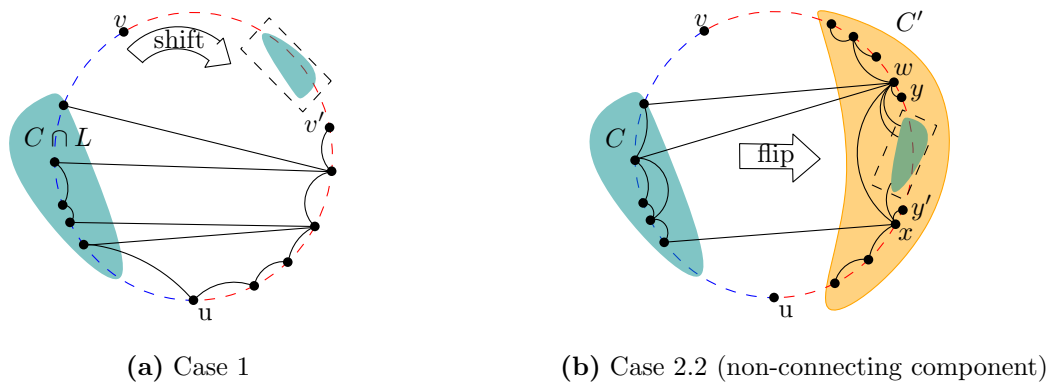 v
shift
v'
C ∩ L
u
(a) Case 1
v
C'
w
y
C
flip
y'
x
u
(b) Case 2.2 (non-connecting component)